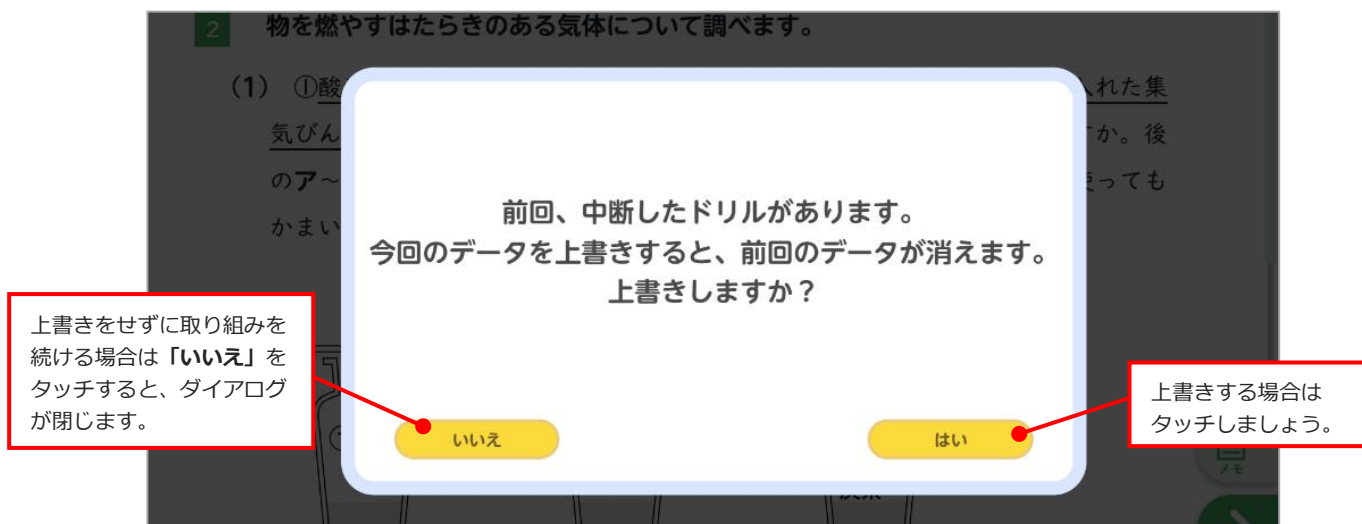 2 物を燃やすはたらきのある気体について調べます。
(1) ①酸
入れた集
気びん
か。後
のア～
っても
かまい
前回、中断したドリルがあります。
今回のデータを上書きすると、前回のデータが消えます。
上書きしますか？
上書きをせずに取り組みを
続ける場合は「いいえ」を
タッチすると、ダイアログ
が閉じます。
上書きする場合は
タッチしましょう。
いいえ
はい
メモ